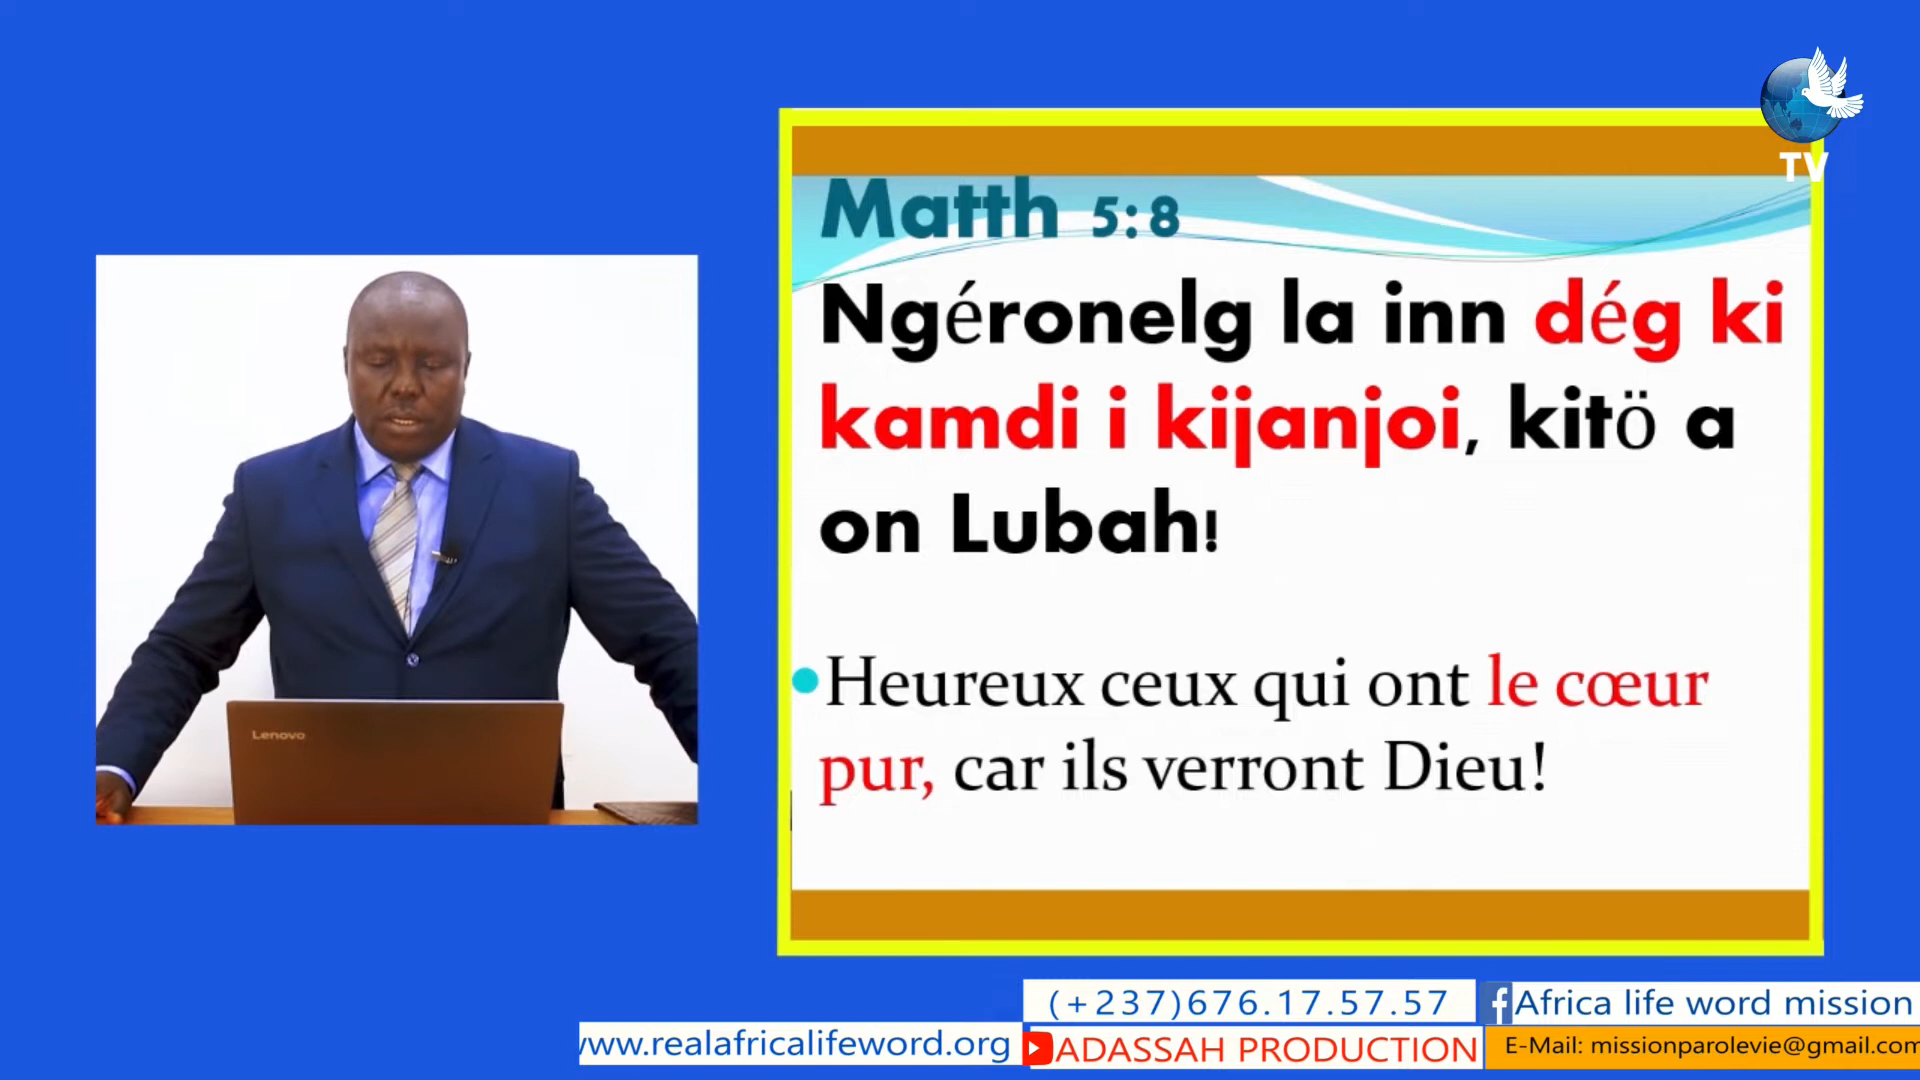 TV
Matth 5:8
Ngéronelg la inn dég ki
kamdi i kijanjoi, kitö a
on Lubah!
•Heureux ceux qui ont le cœur
pur, car ils verront Dieu!
Lenovo
(+237)676.17.57.57
Africa life word mission
www.realafricalifeword.org
ADASSAH PRODUCTION
E-Mail: missionparolevie@gmail.com